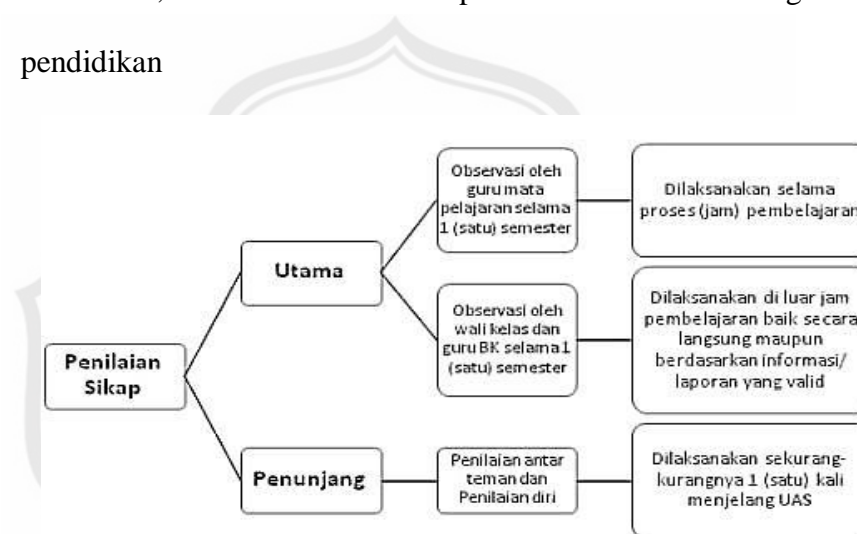 pendidikan
Observasi oleh
guru mata
pelajaran selama
1 (satu) semester
Dilaksanakan selama
proses (jam) pembelajaran
Utama
Observasi oleh
wali kelas dan
guru BK selama 1
(satu) semester
Dilaksanakan di luar jam
pembelajaran baik secara
langsung maupun
berdasarkan informasi/
laporan yang valid
Penilaian
Sikap
Penunjang
Penilaian antar
teman dan
Penilaian diri
Dilaksanakan sekurang-
kurangnya 1 (satu) kali
menjelang UAS